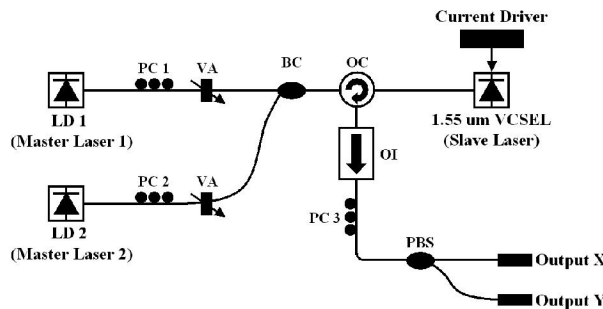 Current Driver
PC 1
VA
BC
OC
LD 1
(Master Laser 1)
1.55 um VCSEL
(Slave Laser)
OI
PC 2
VA
LD 2
(Master Laser 2)
PC 3
PBS
Output X
Output Y